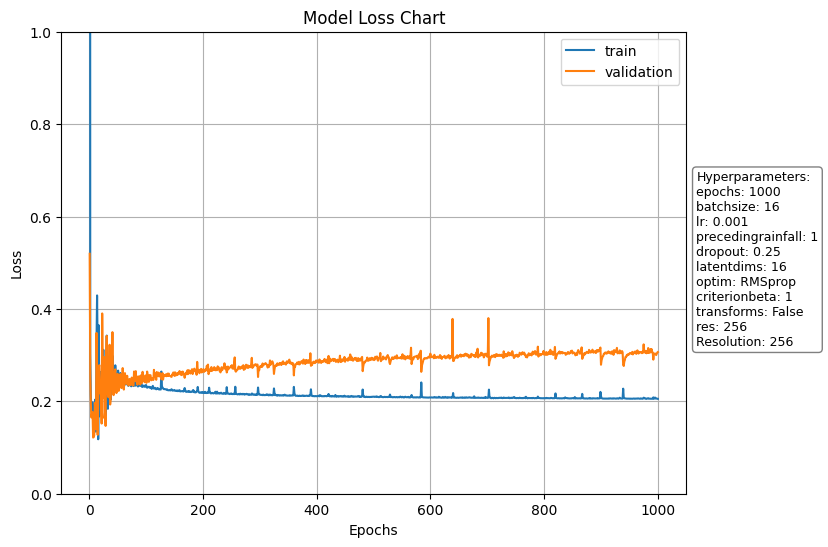 Model Loss Chart
train
validation
1.0
0.8
0.6
0.4
0.2
0.0
Loss
0
200
400
600
800
1000
Epochs
Hyperparameters:
epochs: 1000
batchsize: 16
lr: 0.001
precedingrainfall: 1
dropout: 0.25
latentdims: 16
optim: RMSprop
criterionbeta: 1
transforms: False
res: 256
Resolution: 256